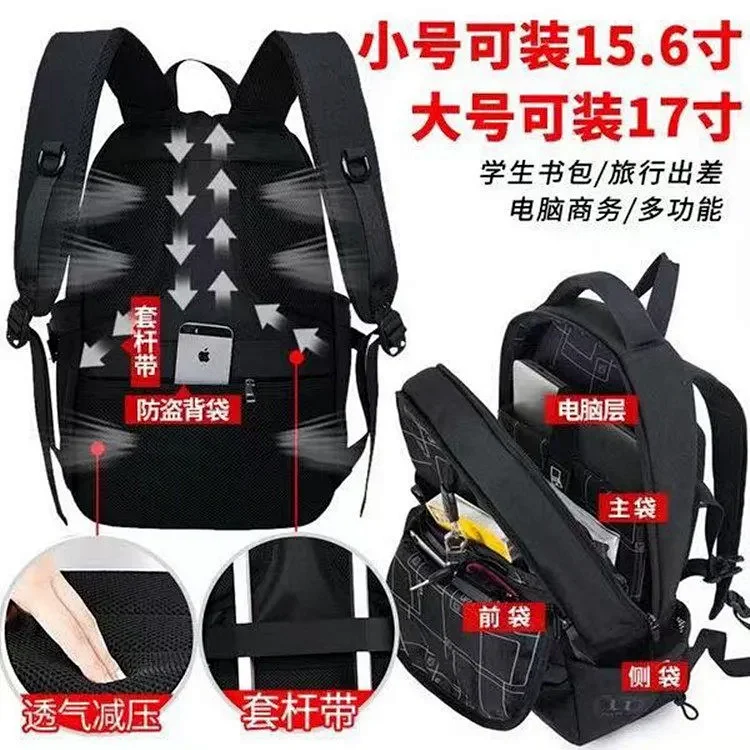 小号可装15.6寸
大号可装17寸
学生书包/旅行出差
电脑商务/多功能
套杆带
防盗背袋
电脑层
主袋
前袋
侧袋
透气减压
套杆带